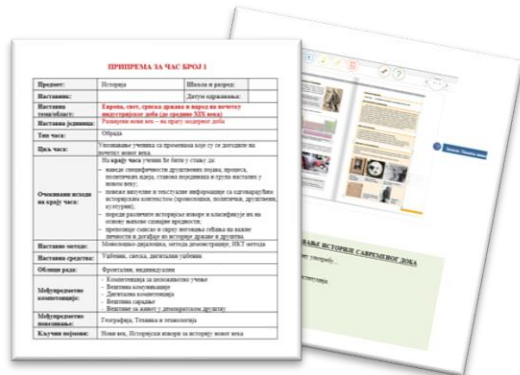 ПРИПРЕМА ЗА ЧАС БРОЈ 1
Предмет: Историја Школа и разред:
Наставник: Датум одржавања:
Наставна тема/област: Европа, свет, српска држава и народ на почетку
индустријског доба (до средине XIX века)
Наставна јединица: Разширени нови век – на прагу модерног доба
Тип часа: Обрада
Циљ часа: Упознавање ученика са променама које су се догодиле на
почетку новог века.
Очекивани исходи
на крају часа:
На крају часа ученик ће бити у стању да:
- наведе специфичности друштвених појава, процеса,
политичких идеја, ставова појединаца и група насталих у
новом веку;
- повеже визуелне и текстуалне информације са одговарајућим
историјским контекстом (хронолошки, политички, друштвени,
културни);
- пореди различите историјске изворе и класификује их на
основу њихове сазнајне вредности;
- препознаје смисао и сврху неговања сећања на важне
личности и догађаје из историје државе и друштва.
Наставне методе: Монолошко-дијалошка, метода демонстрације, ИКТ метода
Наставна средства: Уџбеник, свеска, дигитални уџбеник
Облици рада: Фронтални, индивидуални
Међупредметне
компетенције:
- Компетенција за целоживотно учење
- Вештина комуникације
- Дигитална компетенција
- Вештина сарадње
- Вештина за живот у демократском друштву
Међупредметно
повезивање: Географија, Техника и технологија
Кључни појмови: Нови век, Историјски извори за историју новог века
ВАЊЕ ИСТОРИЈЕ САВРЕМЕНОГ ДОБА